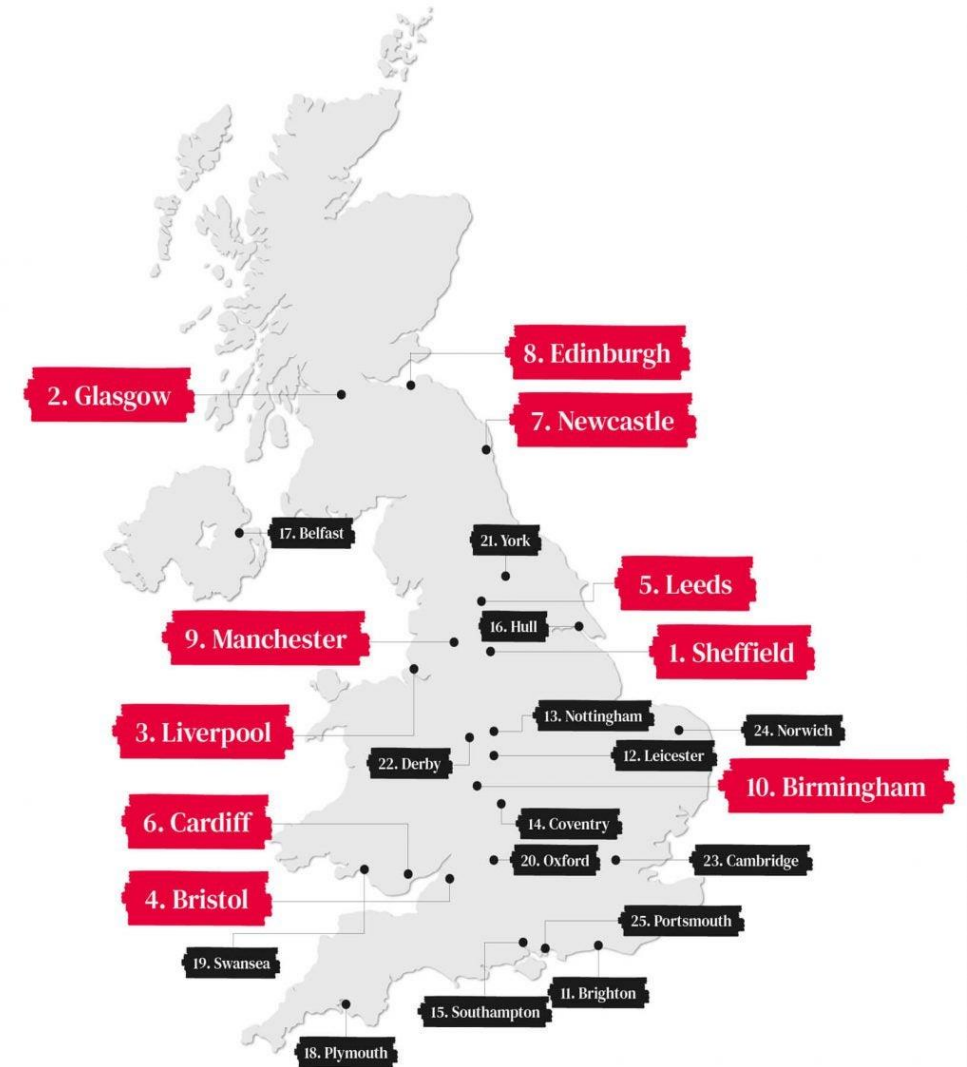 8. Edinburgh
2. Glasgow
7. Newcastle
17. Belfast
21. York
5. Leeds
16. Hull
9. Manchester
1. Sheffield
13. Nottingham
3. Liverpool
24. Norwich
22. Derby
12. Leicester
10. Birmingham
6. Cardiff
14. Coventry
20. Oxford
23. Cambridge
4. Bristol
25. Portsmouth
19. Swansea
11. Brighton
15. Southampton
18. Plymouth